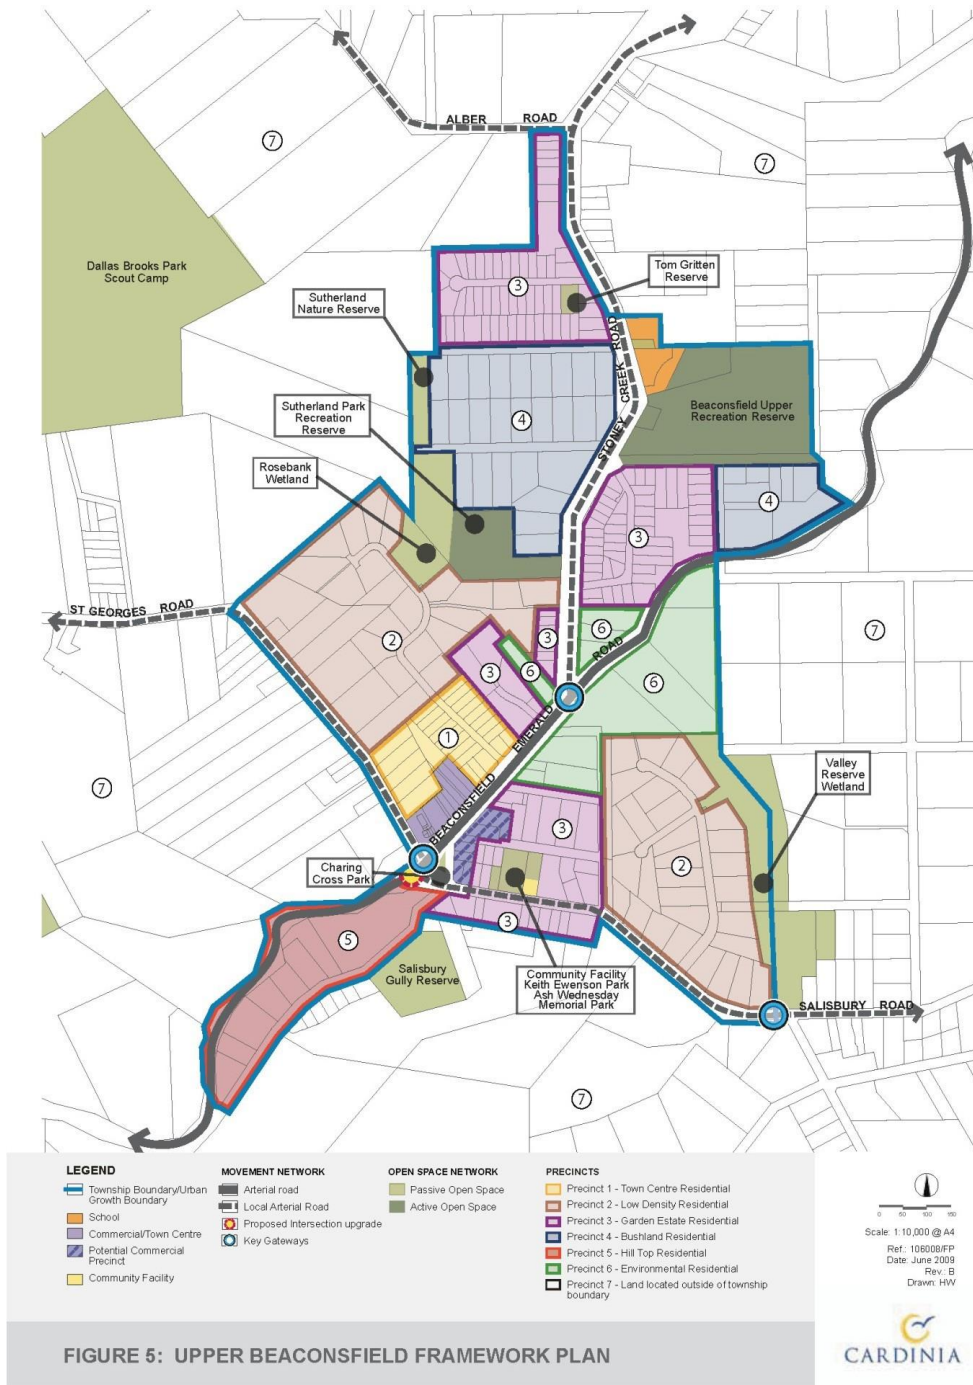 ALBER ROAD
7
7
Dallas Brooks Park
Scout Camp
Tom Gritten
Reserve
3
Sutherland
Nature Reserve
STONEY CREEK ROAD
Sutherland Park
Recreation
Reserve
4
Beaconsfield Upper
Recreation Reserve
Rosebank
Wetland
4
3
ST GEORGES ROAD
2
3
6
7
3
6
6
1
BEACONSFIELD EMERALD ROAD
7
Valley
Reserve
Wetland
3
2
Charing
Cross Park
3
5
Salisbury
Gully Reserve
Community Facility
Keith Ewenson Park
Ash Wednesday
Memorial Park
SALISBURY ROAD
7
LEGEND
Township Boundary/Urban
Growth Boundary
School
Commercial/Town Centre
Potential Commercial
Precinct
Community Facility
MOVEMENT NETWORK
Arterial road
Local Arterial Road
Proposed Intersection upgrade
Key Gateways
OPEN SPACE NETWORK
Passive Open Space
Active Open Space
PRECINCTS
Precinct 1 - Town Centre Residential
Precinct 2 - Low Density Residential
Precinct 3 - Garden Estate Residential
Precinct 4 - Bushland Residential
Precinct 5 - Hill Top Residential
Precinct 6 - Environmental Residential
Precinct 7 - Land located outside of township
boundary
0 50 100 150
Scale: 1:10,000 @ A4
Ref.: 106008/FP
Date: June 2009
Rev.: B
Drawn: HW
FIGURE 5: UPPER BEACONSFIELD FRAMEWORK PLAN
CARDINIA